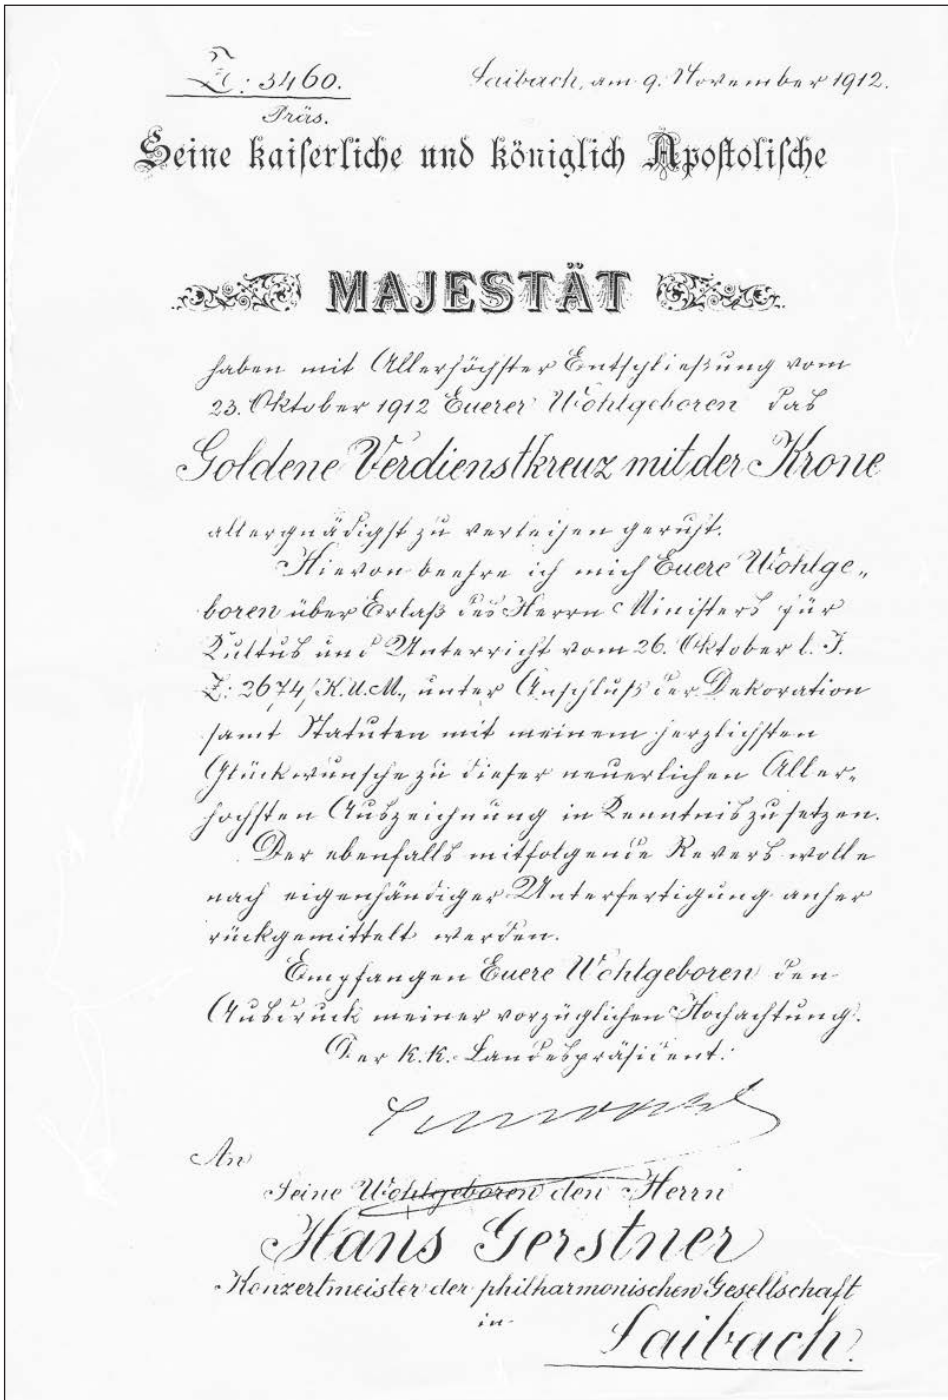 Z: 3460.
Präs.
Laibach, am 9. November 1912.
Seine kaiserliche und königlich Apostolische
MAJESTÄT
haben mit Allerhöchster Entschließung vom
23. Oktober 1912 Euerer Wohlgeboren das
Goldene Verdienstkreuz mit der Krone
allergnädigst zu verleihen geruht.
Hievon beehre ich mich Euere Wohlge„
boren über Erlaß des Herrn Ministers für
Kultus und Unterricht vom 26. Oktober l. J.
Z: 2674/K.U.M., unter Anschluß der Dekoration
samt Statuten mit meinem herzlichsten
Glückwunsche zu dieser neuerlichen Aller-
höchsten Auszeichnung in Kenntnis zu setzen.
Der ebenfalls mitfolgende Revers wolle
nach eigenhändiger Unterfertigung anher
rückgemittelt werden.
Empfangen Euere Wohlgeboren den
Ausdruck meiner vorzüglichen Hochachtung.
Der k.k. Landespräsident:
An
Seine Wohlgeboren den Herrn
Hans Gerstner
Konzertmeister der philharmonischen Gesellschaft
in
Laibach.